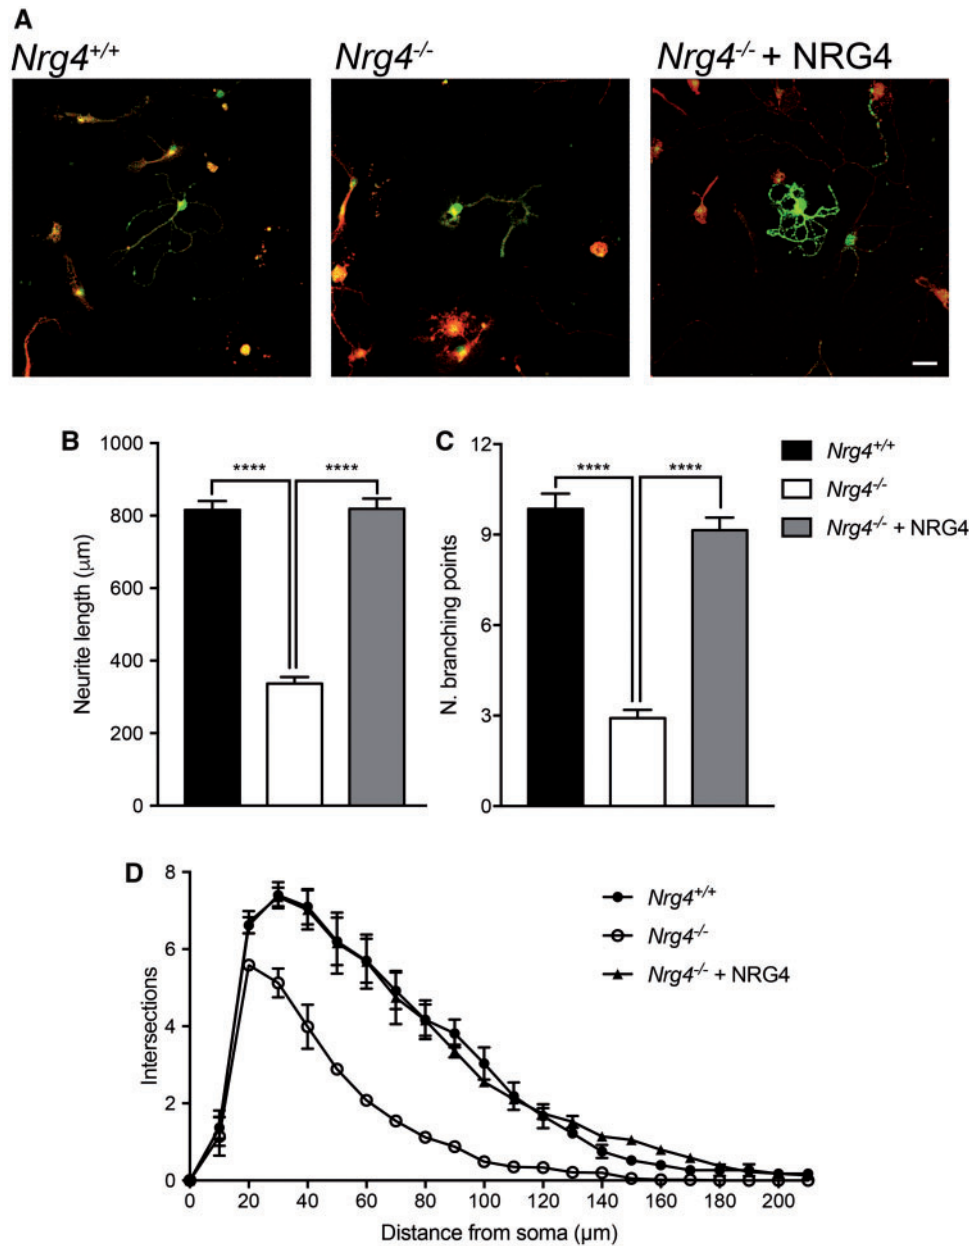 A
Nrg4+/+ Nrg4-/- Nrg4-/- + NRG4
B
1000
800
600
400
200
0
Neurite length (μm)
**** ****
C
12
9
6
3
0
N. branching points
**** ****
Nrg4+/+
Nrg4-/-
Nrg4-/- + NRG4
D
8
6
4
2
0
Intersections
Nrg4+/+
Nrg4-/-
Nrg4-/- + NRG4
0 20 40 60 80 100 120 140 160 180 200
Distance from soma (μm)